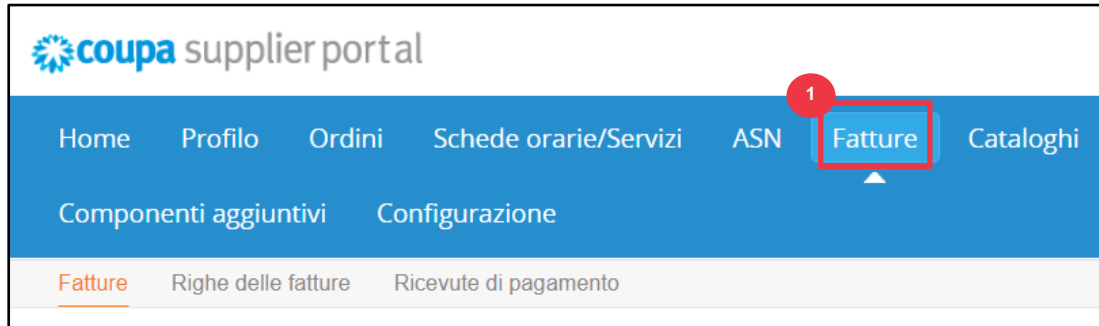 coupa supplier portal
1
Home Profilo Ordini Schede orarie/Servizi ASN Fatture Cataloghi
Componenti aggiuntivi Configurazione
Fatture Righe delle fatture Ricevute di pagamento